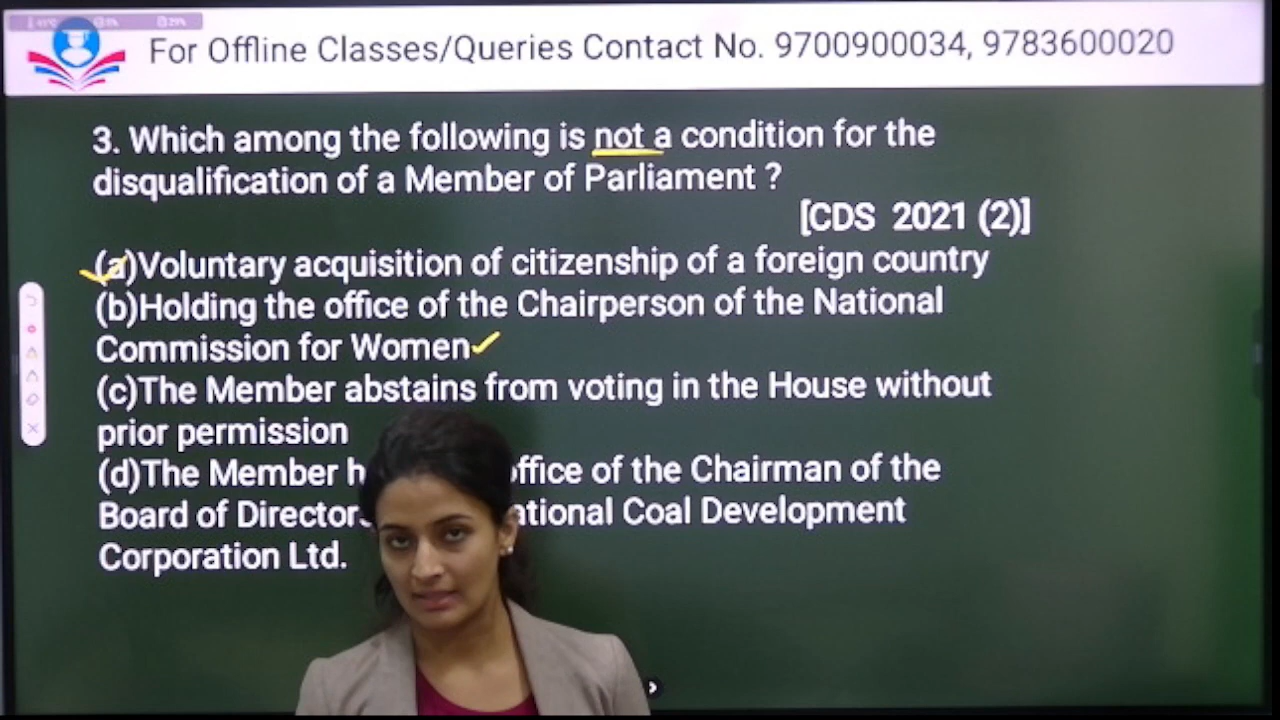 For Offline Classes/Queries Contact No. 9700900034, 9783600020
3. Which among the following is not a condition for the
disqualification of a Member of Parliament ?
[CDS 2021 (2)]
(a)Voluntary acquisition of citizenship of a foreign country
(b)Holding the office of the Chairperson of the National
Commission for Women
(c)The Member abstains from voting in the House without
prior permission
(d)The Member office of the Chairman of the
Board of Director Coal Development
Corporation Ltd.